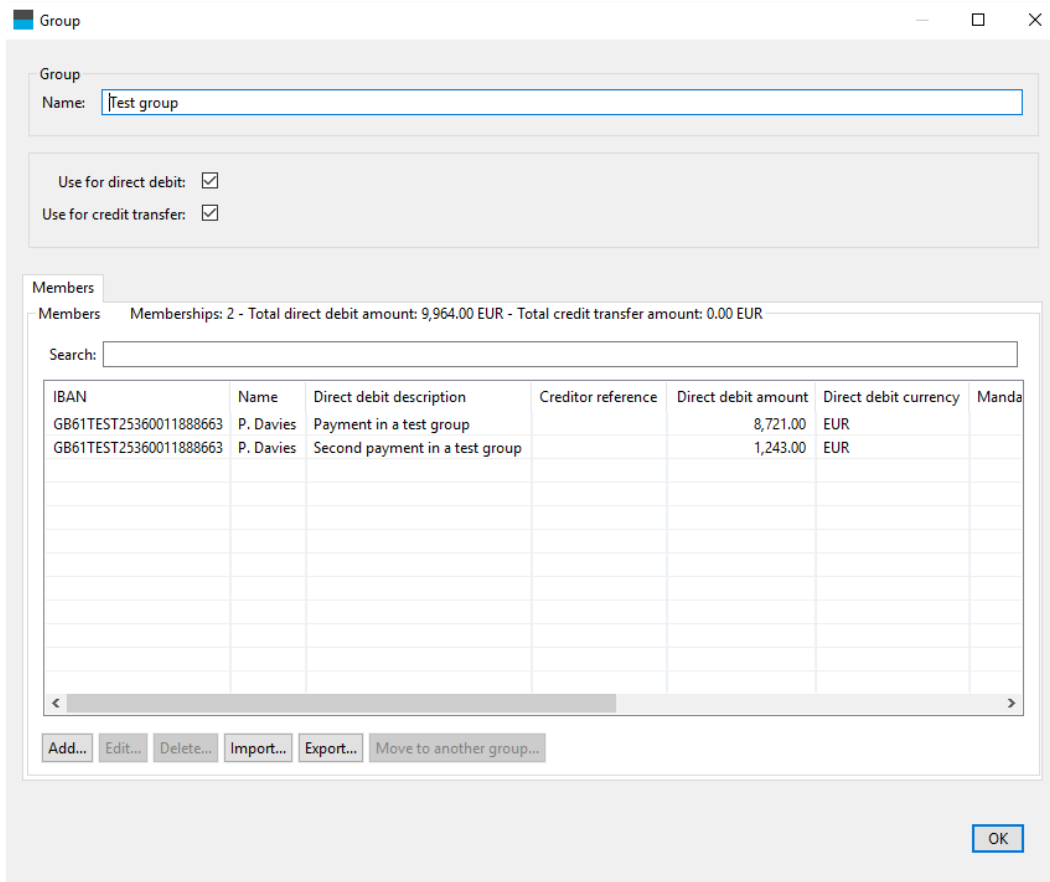 Group
Group
Name: Test group
Use for direct debit:
Use for credit transfer:
Members
Members Memberships: 2 - Total direct debit amount: 9,964.00 EUR - Total credit transfer amount: 0.00 EUR
Search:
IBAN Name Direct debit description Creditor reference Direct debit amount Direct debit currency Manda
GB61TEST25360011888663 P. Davies Payment in a test group 8,721.00 EUR
GB61TEST25360011888663 P. Davies Second payment in a test group 1,243.00 EUR
Add... Edit... Delete... Import... Export... Move to another group...
OK